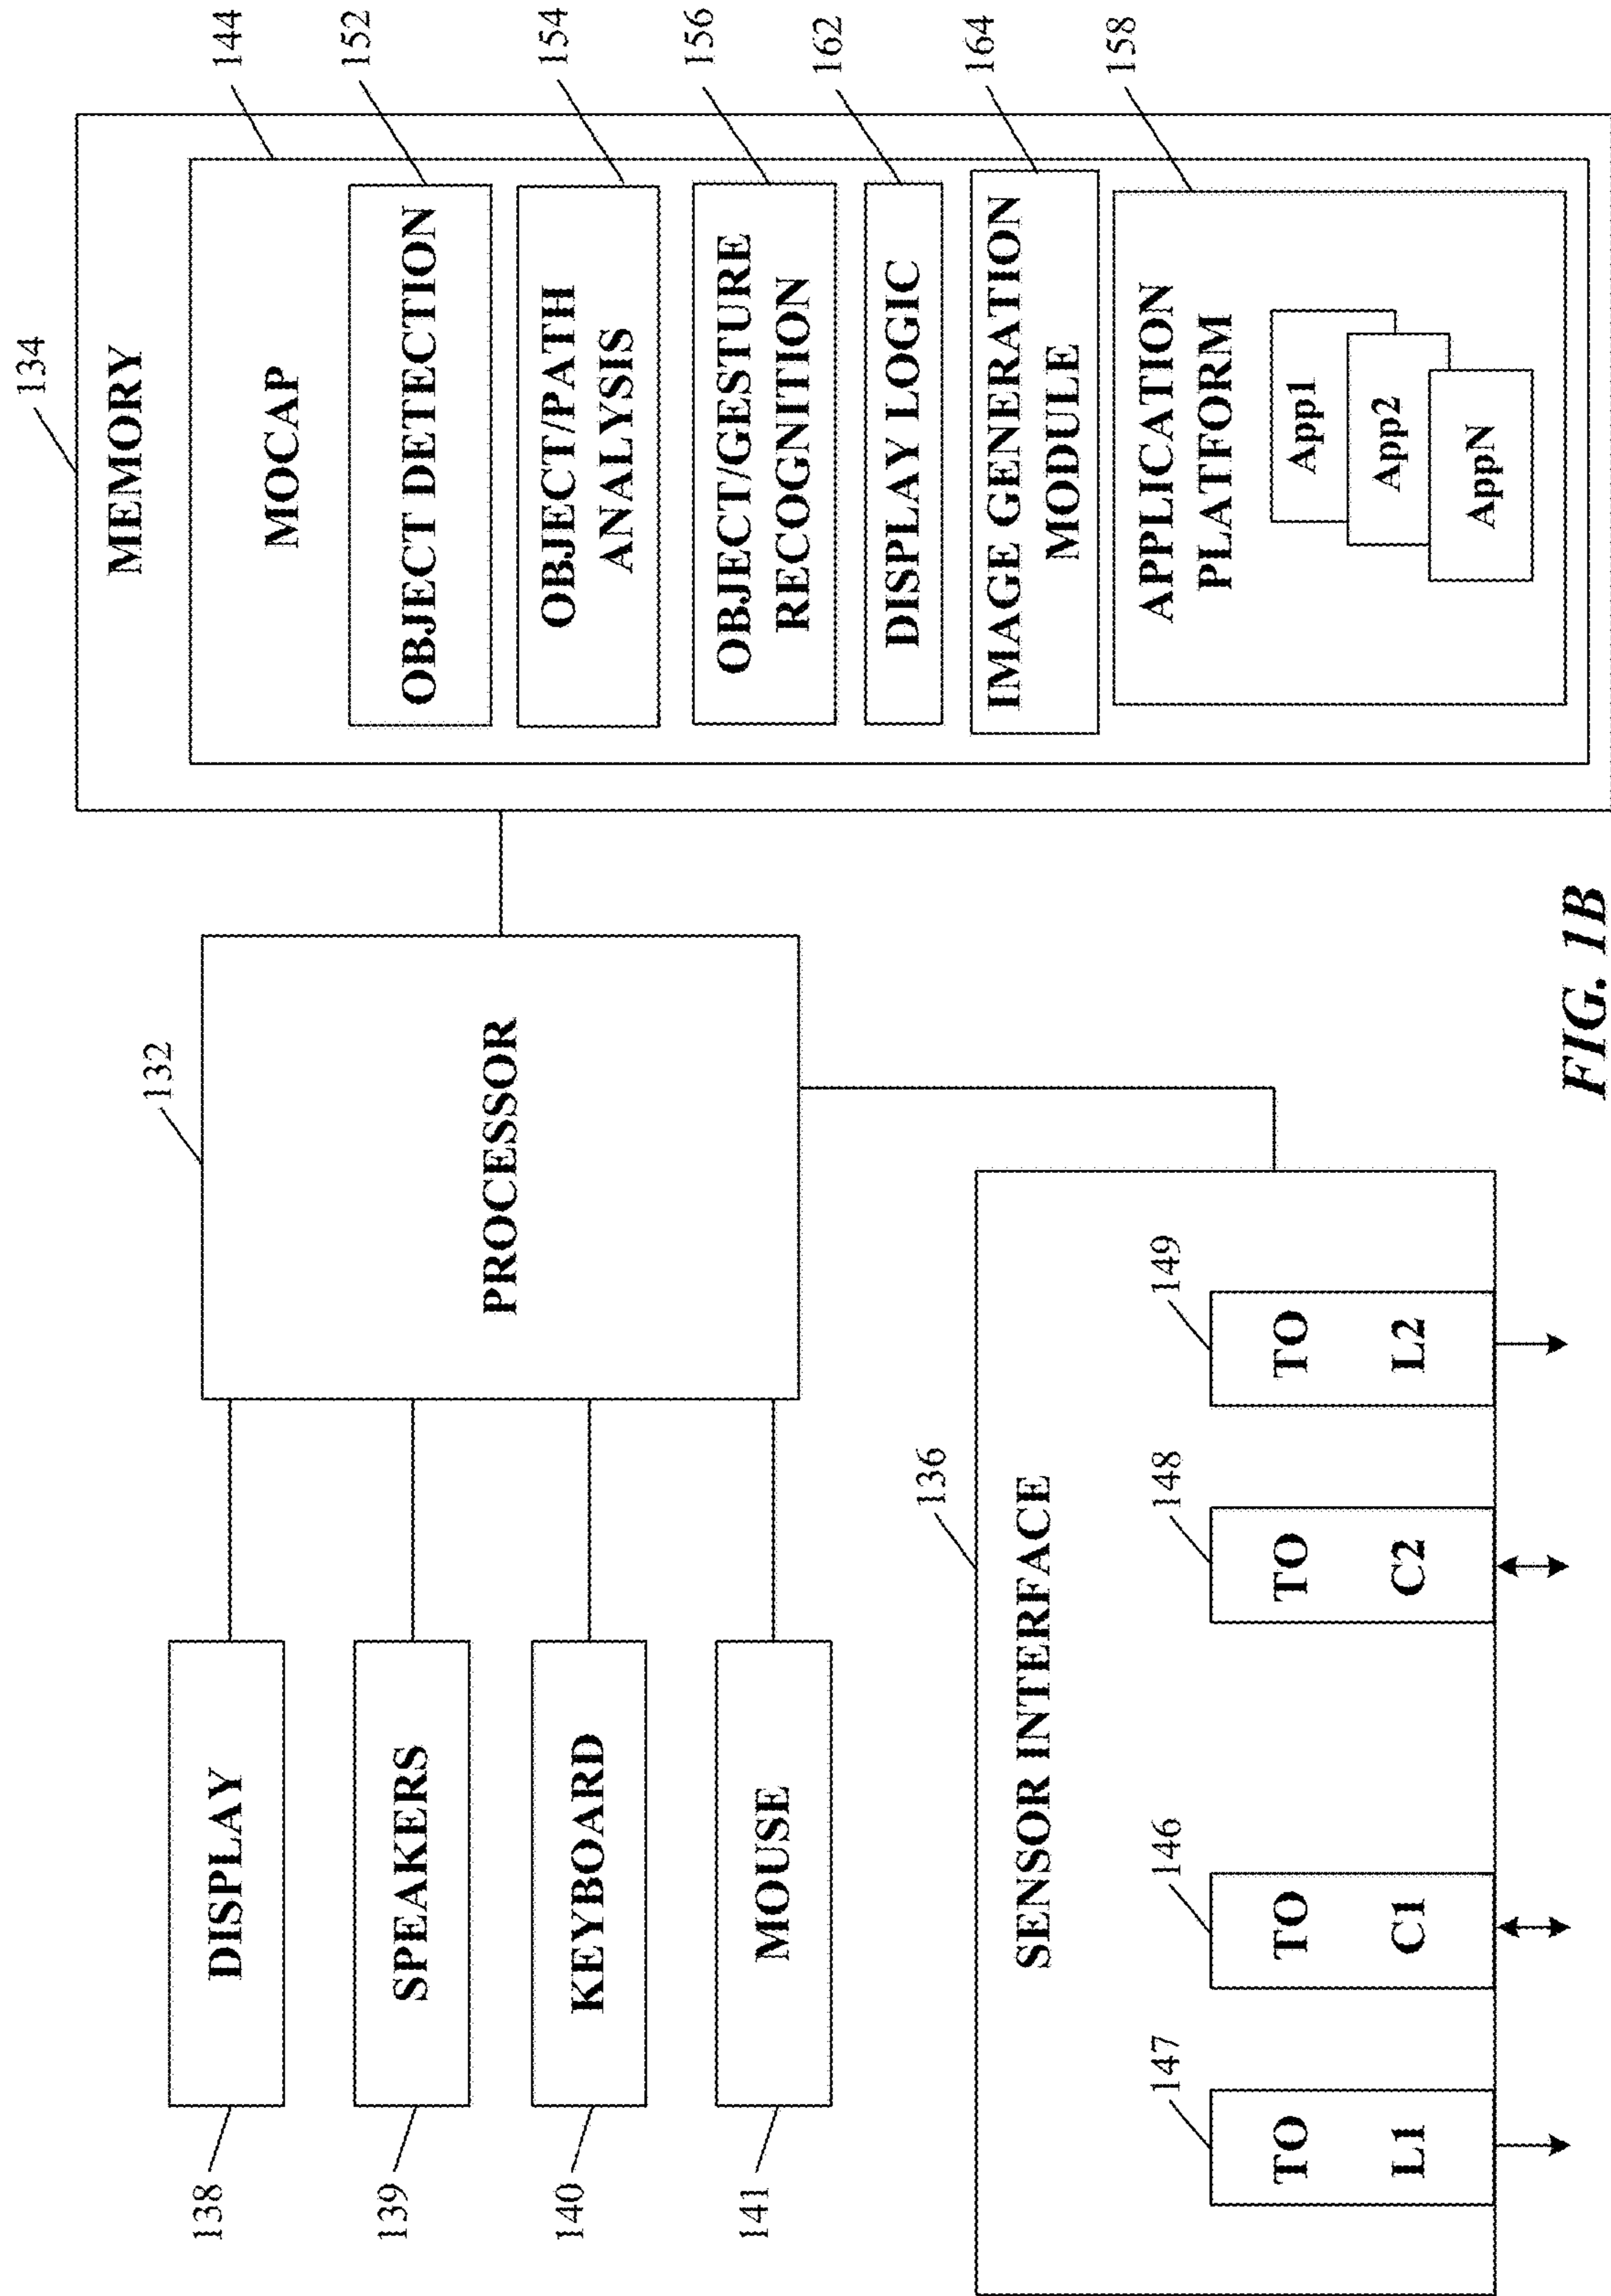 138
DISPLAY
139
SPEAKERS
140
KEYBOARD
141
MOUSE
132
PROCESSOR
134
MEMORY
144
MOCAP
152
OBJECT DETECTION
154
OBJECT/PATH
ANALYSIS
156
OBJECT/GESTURE
RECOGNITION
162
DISPLAY LOGIC
164
IMAGE GENERATION
MODULE
158
APPLICATION
PLATFORM
App1
App2
AppN
136
SENSOR INTERFACE
147
TO
L1
146
TO
C1
148
TO
C2
149
TO
L2
FIG. 1B